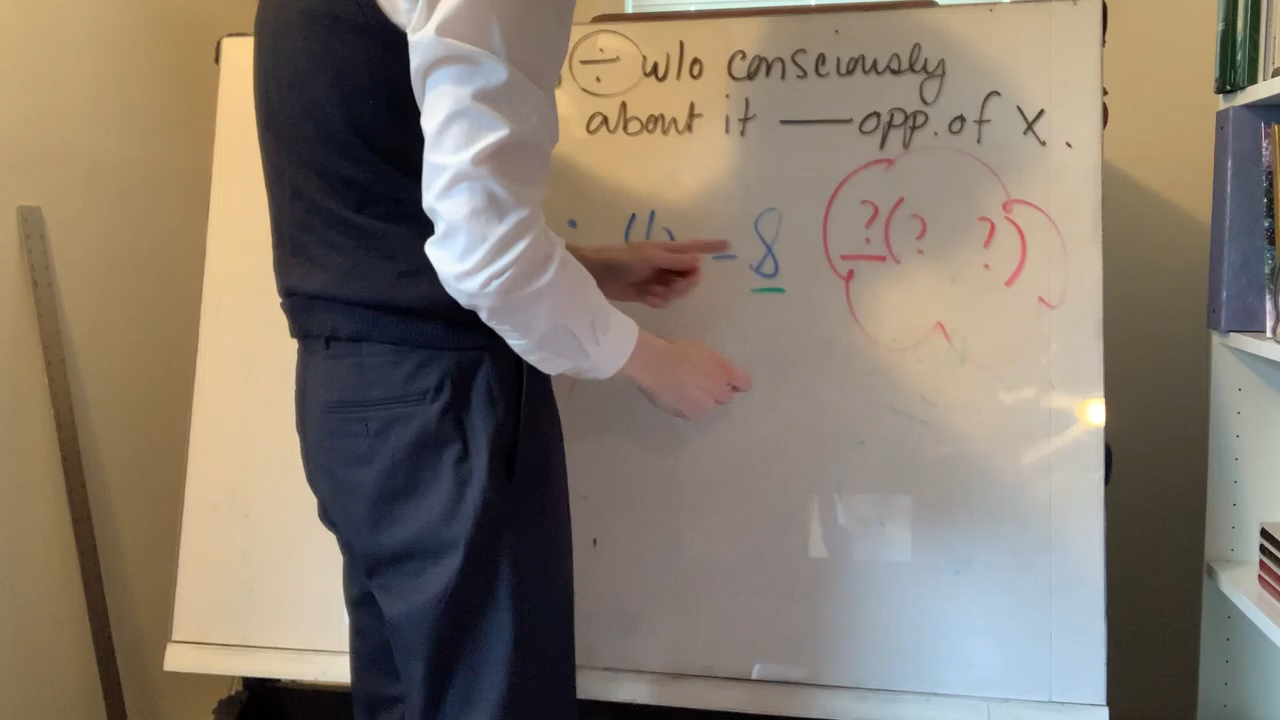 ÷ w/o consciously
about it — opp. of X.
- 8 ?(? ?)